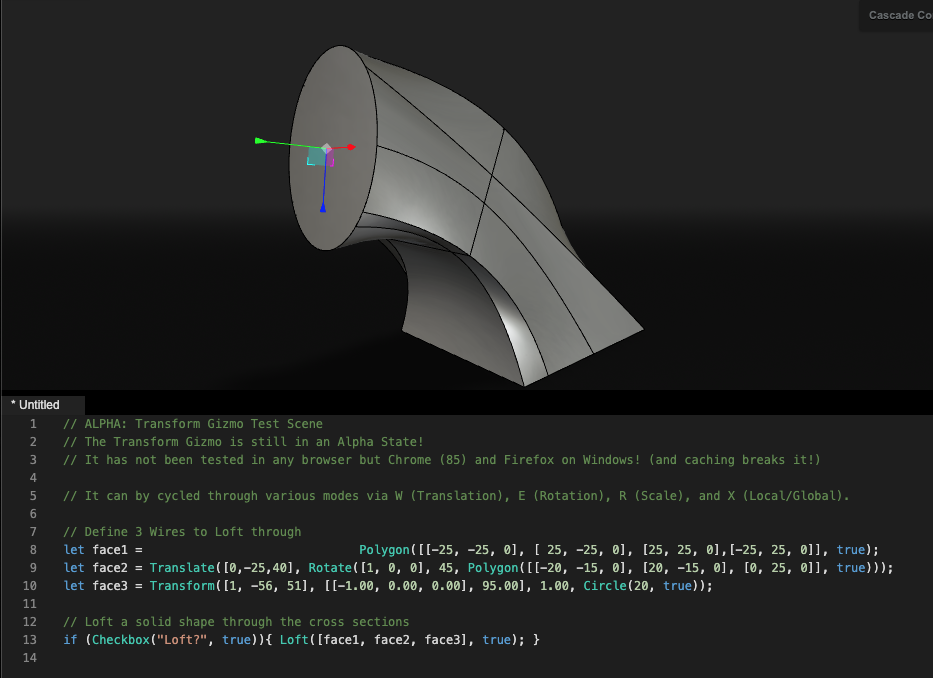 Cascade Co
* Untitled
1 // ALPHA: Transform Gizmo Test Scene
2 // The Transform Gizmo is still in an Alpha State!
3 // It has not been tested in any browser but Chrome (85) and Firefox on Windows! (and caching breaks it!)
4
5 // It can by cycled through various modes via W (Translation), E (Rotation), R (Scale), and X (Local/Global).
6
7 // Define 3 Wires to Loft through
8 let face1 =                              Polygon([[-25, -25, 0], [ 25, -25, 0], [25, 25, 0],[-25, 25, 0]], true);
9 let face2 = Translate([0,-25,40], Rotate([1, 0, 0], 45, Polygon([[-20, -15, 0], [20, -15, 0], [0, 25, 0]], true)));
10 let face3 = Transform([1, -56, 51], [[-1.00, 0.00, 0.00], 95.00], 1.00, Circle(20, true));
11
12 // Loft a solid shape through the cross sections
13 if (Checkbox("Loft?", true)){ Loft([face1, face2, face3], true); }
14